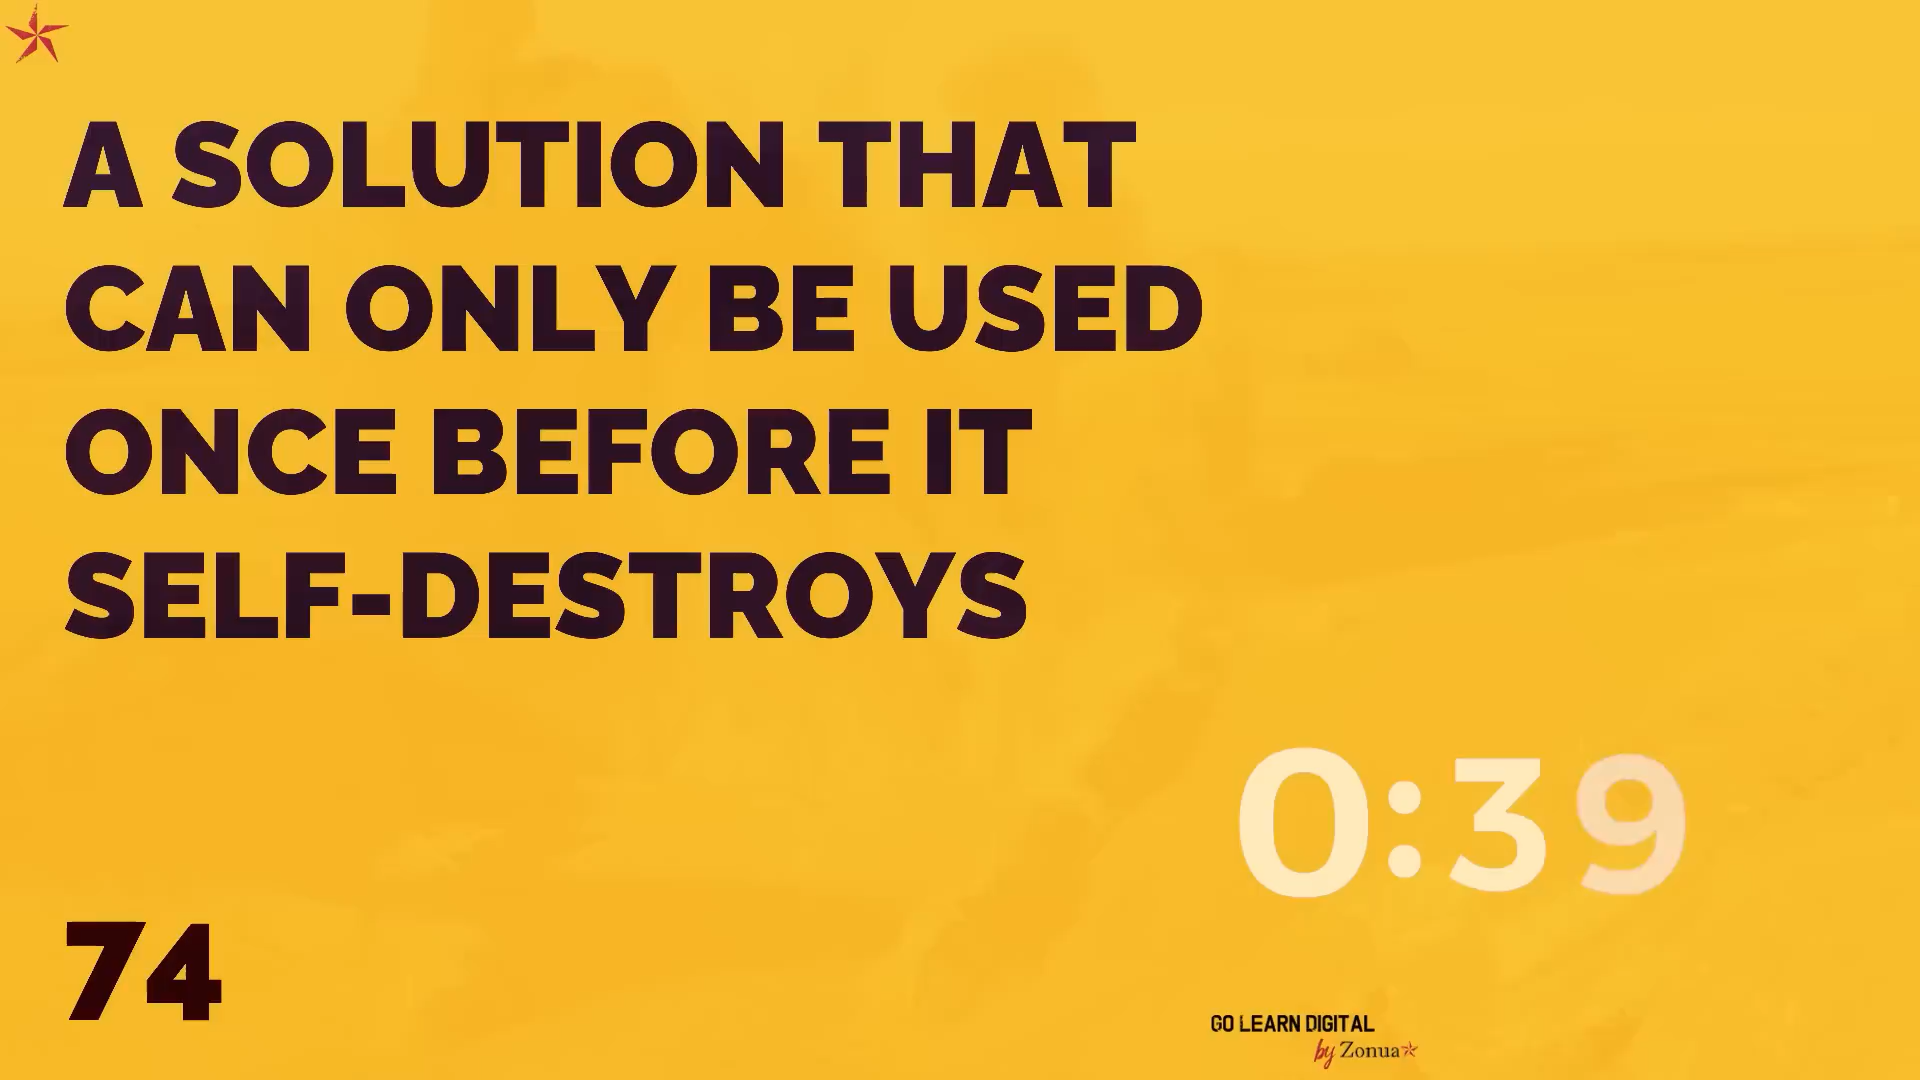 A SOLUTION THAT
CAN ONLY BE USED
ONCE BEFORE IT
SELF-DESTROYS
0:39
74
GO LEARN DIGITAL
by Zonua